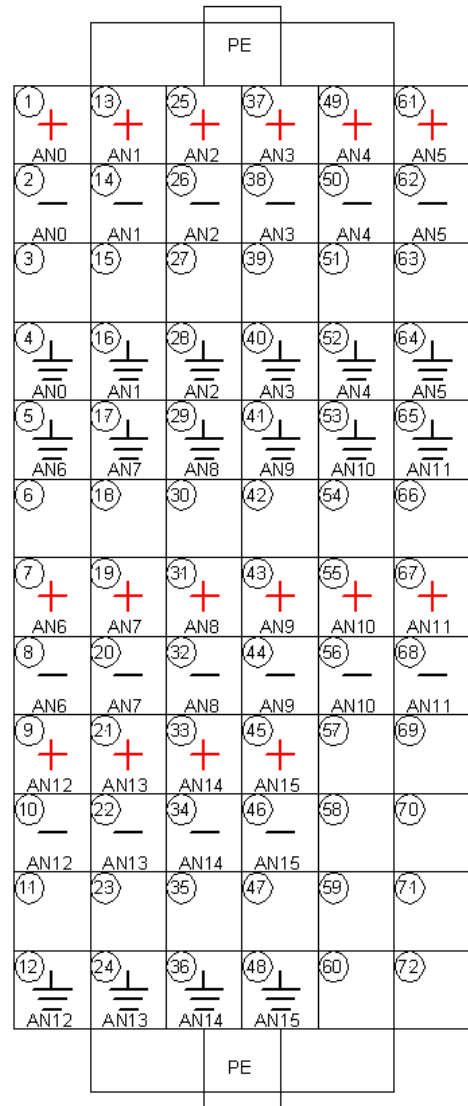 PE
1 13 25 37 49 61
AN0 AN1 AN2 AN3 AN4 AN5
2 14 26 38 50 62
AN0 AN1 AN2 AN3 AN4 AN5
3 15 27 39 51 63
4 16 28 40 52 64
AN0 AN1 AN2 AN3 AN4 AN5
5 17 29 41 53 65
AN6 AN7 AN8 AN9 AN10 AN11
6 18 30 42 54 66
7 19 31 43 55 67
AN6 AN7 AN8 AN9 AN10 AN11
8 20 32 44 56 68
AN6 AN7 AN8 AN9 AN10 AN11
9 21 33 45 57 69
AN12 AN13 AN14 AN15
10 22 34 46 58 70
AN12 AN13 AN14 AN15
11 23 35 47 59 71
12 24 36 48 60 72
AN12 AN13 AN14 AN15
PE